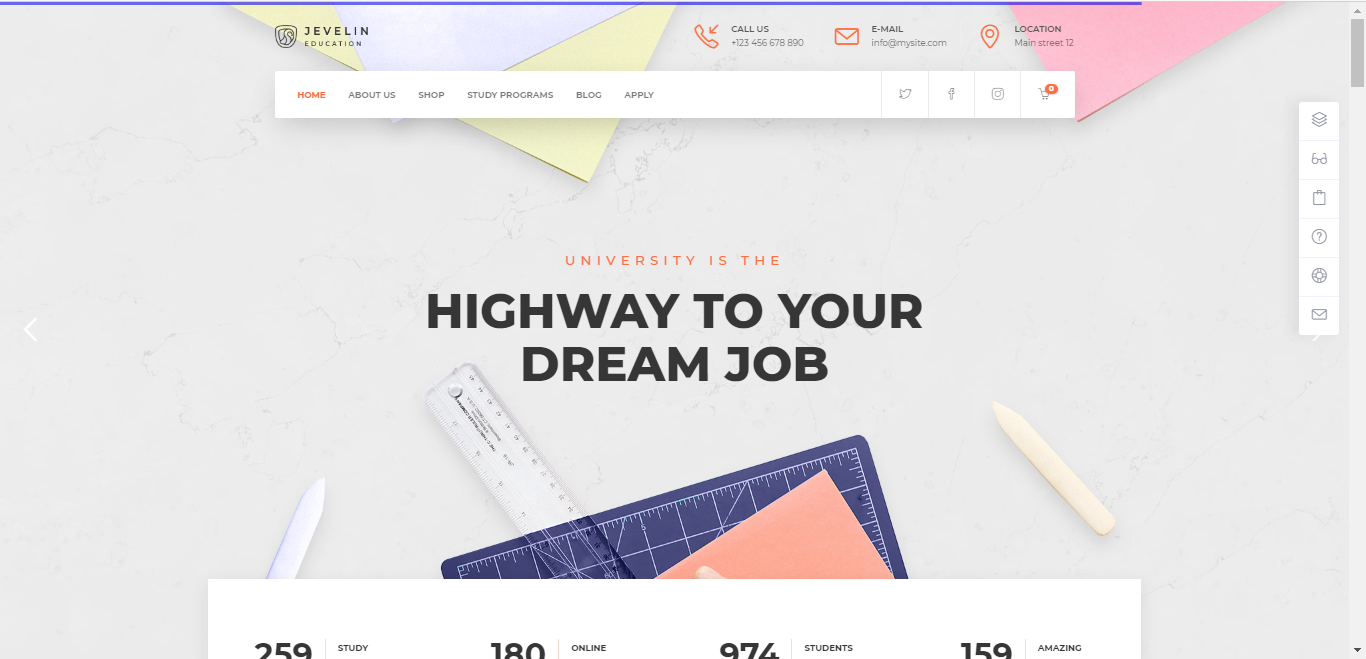 JEVELIN
EDUCATION
CALL US
+123 456 678 890
E-MAIL
info@mysite.com
LOCATION
Main street 12
HOME
ABOUT US
SHOP
STUDY PROGRAMS
BLOG
APPLY
0
UNIVERSITY IS THE
HIGHWAY TO YOUR
DREAM JOB
259
STUDY
180
ONLINE
974
STUDENTS
159
AMAZING